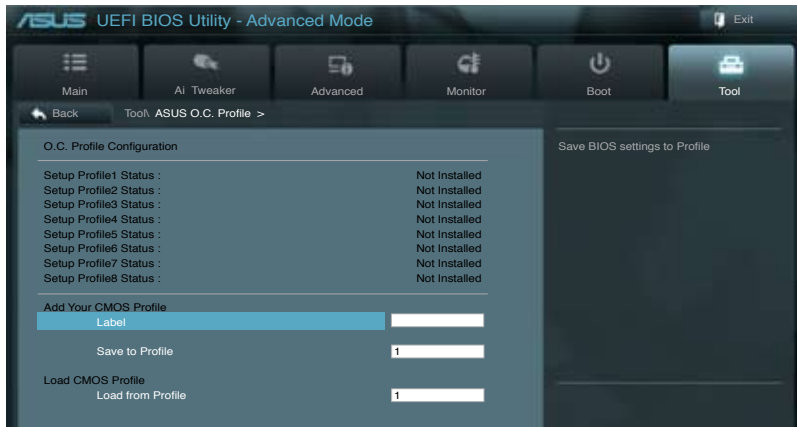 ASUS UEFI BIOS Utility - Advanced Mode
Exit
Main
Ai Tweaker
Advanced
Monitor
Boot
Tool
Back
Tool\ ASUS O.C. Profile >
O.C. Profile Configuration
Save BIOS settings to Profile
Setup Profile1 Status : Not Installed
Setup Profile2 Status : Not Installed
Setup Profile3 Status : Not Installed
Setup Profile4 Status : Not Installed
Setup Profile5 Status : Not Installed
Setup Profile6 Status : Not Installed
Setup Profile7 Status : Not Installed
Setup Profile8 Status : Not Installed
Add Your CMOS Profile
Label
Save to Profile 1
Load CMOS Profile
Load from Profile 1